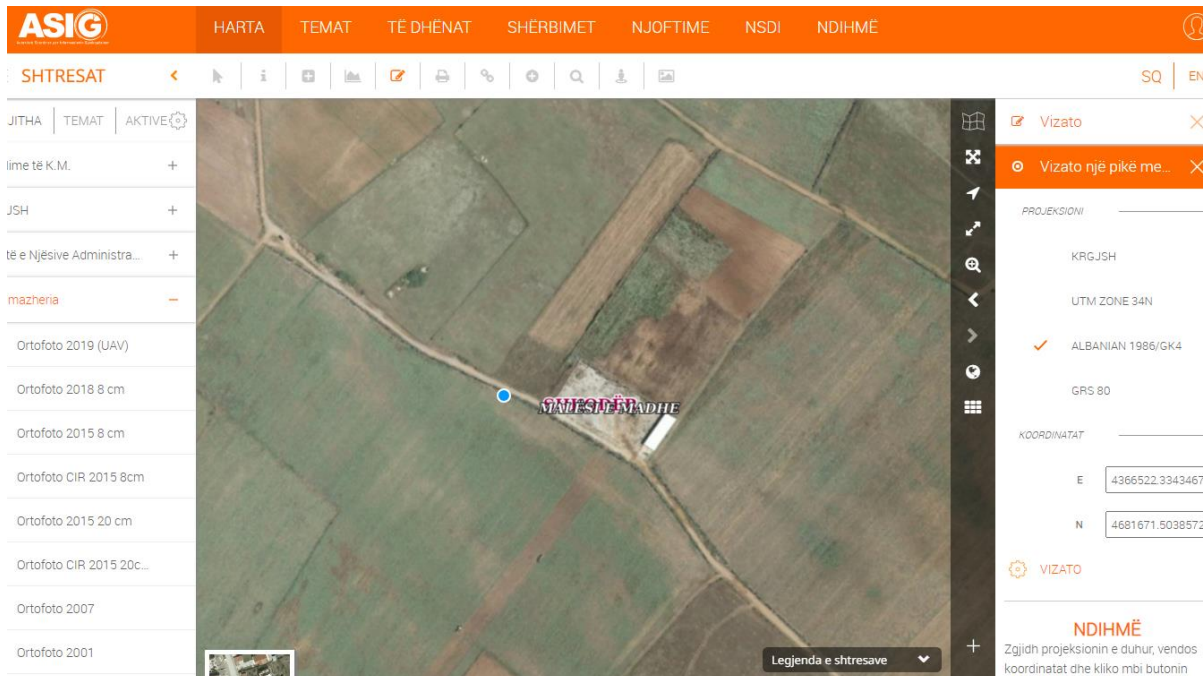 ASIG
HARTA
TEMAT
TË DHËNAT
SHËRBIMET
NJOFTIME
NSDI
NDIHMË
SHTRESAT
SQ
EN
JITHA
TEMAT
AKTIVE
lime të K.M.
JSH
të e Njësive Administra...
mazheria
Ortofoto 2019 (UAV)
Ortofoto 2018 8 cm
Ortofoto 2015 8 cm
Ortofoto CIR 2015 8cm
Ortofoto 2015 20 cm
Ortofoto CIR 2015 20c...
Ortofoto 2007
Ortofoto 2001
SHKODËR
MALËSI E MADHE
Legjenda e shtresave
Vizato
Vizato një pikë me...
PROJEKSIONI
KRGJSH
UTM ZONE 34N
ALBANIAN 1986/GK4
GRS 80
KOORDINATAT
E 4366522.3343467
N 4681671.5038572
VIZATO
NDIHMË
Zgjidh projeksionin e duhur, vendos
koordinatat dhe kliko mbi butonin